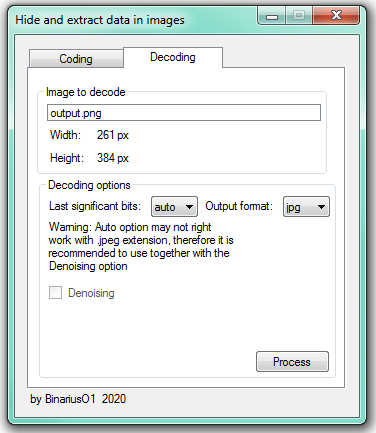 Hide and extract data in images
Coding
Decoding
Image to decode
output.png
Width: 261 px
Height: 384 px
Decoding options
Last significant bits: auto Output format: jpg
Warning: Auto option may not right
work with .jpeg extension, therefore it is
recommended to use together with the
Denoising option
Denoising
Process
by BinariusO1 2020